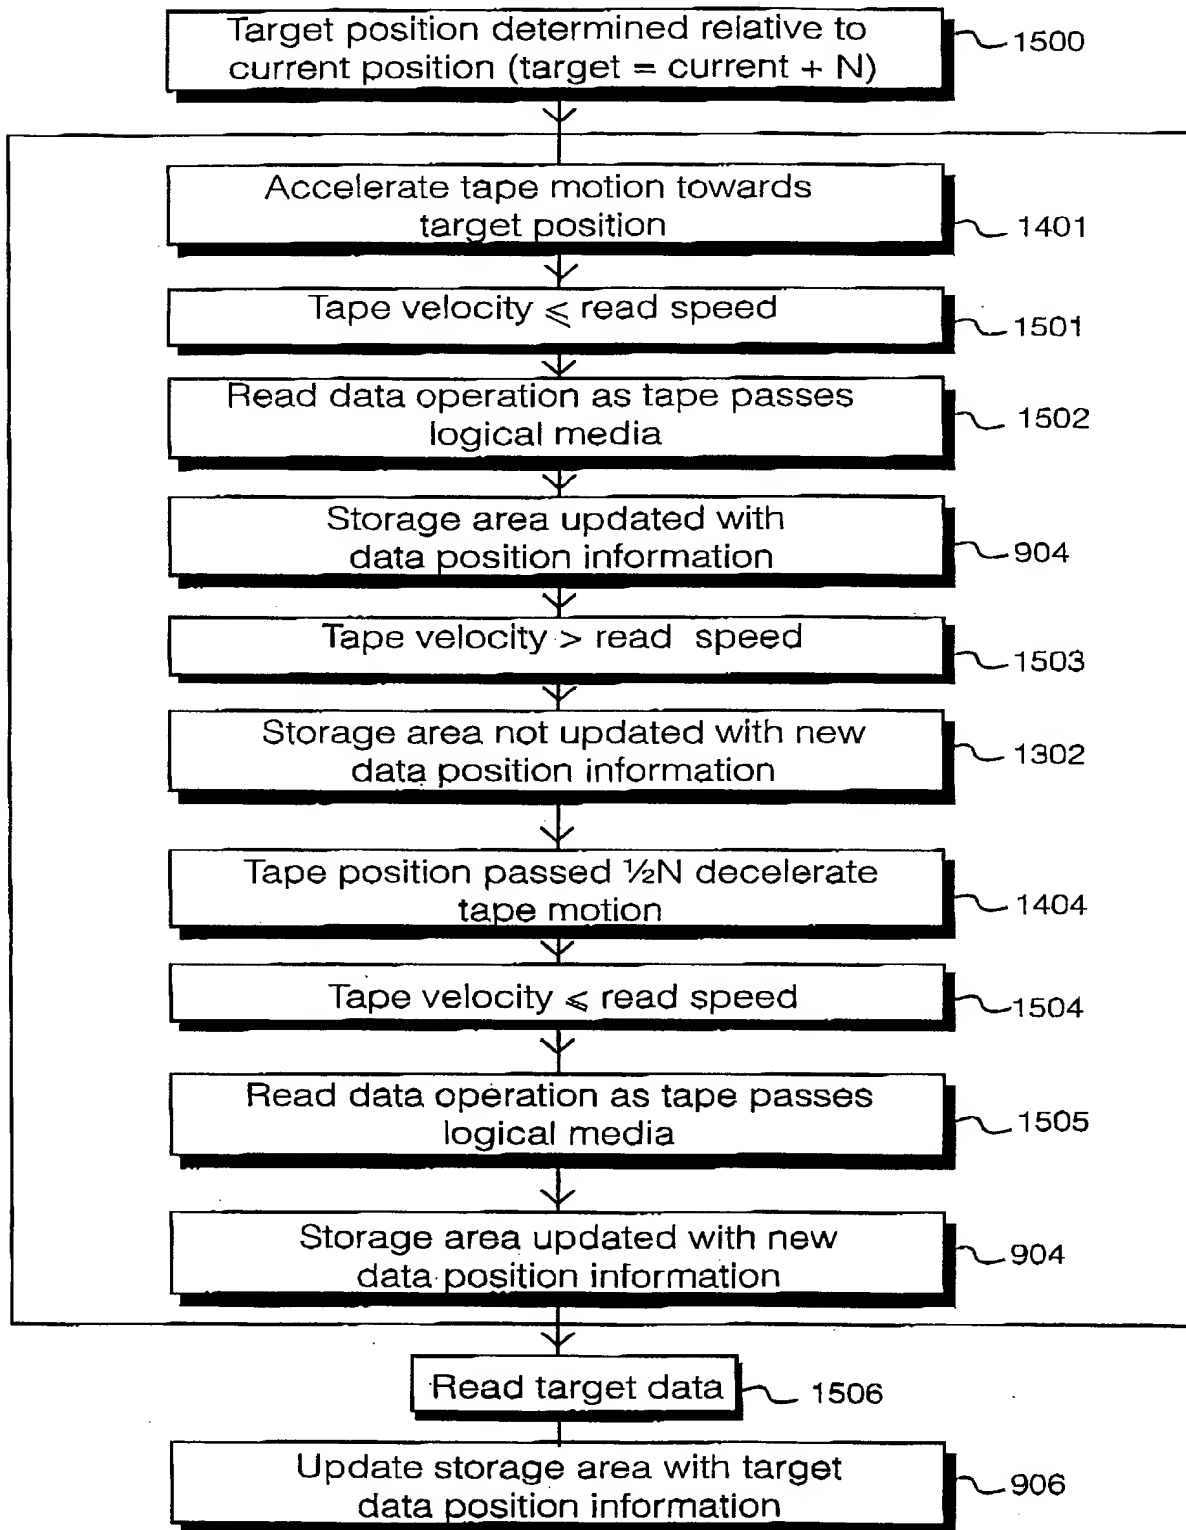 Target position determined relative to
current position (target = current + N)
1500
Accelerate tape motion towards
target position
1401
Tape velocity ⩽ read speed
1501
Read data operation as tape passes
logical media
1502
Storage area updated with
data position information
904
Tape velocity > read speed
1503
Storage area not updated with new
data position information
1302
Tape position passed ½N decelerate
tape motion
1404
Tape velocity ⩽ read speed
1504
Read data operation as tape passes
logical media
1505
Storage area updated with new
data position information
904
Read target data
1506
Update storage area with target
data position information
906